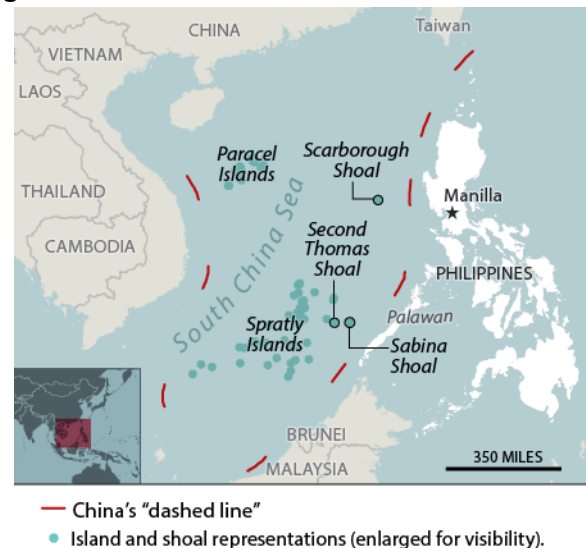 CHINA
Taiwan
VIETNAM
LAOS
Paracel
Islands
Scarborough
Shoal
THAILAND
Manilla
CAMBODIA
South China Sea
Second
Thomas
Shoal
PHILIPPINES
Palawan
Spratly
Islands
Sabina
Shoal
BRUNEI
MALAYSIA
350 MILES
China's “dashed line”
Island and shoal representations (enlarged for visibility).